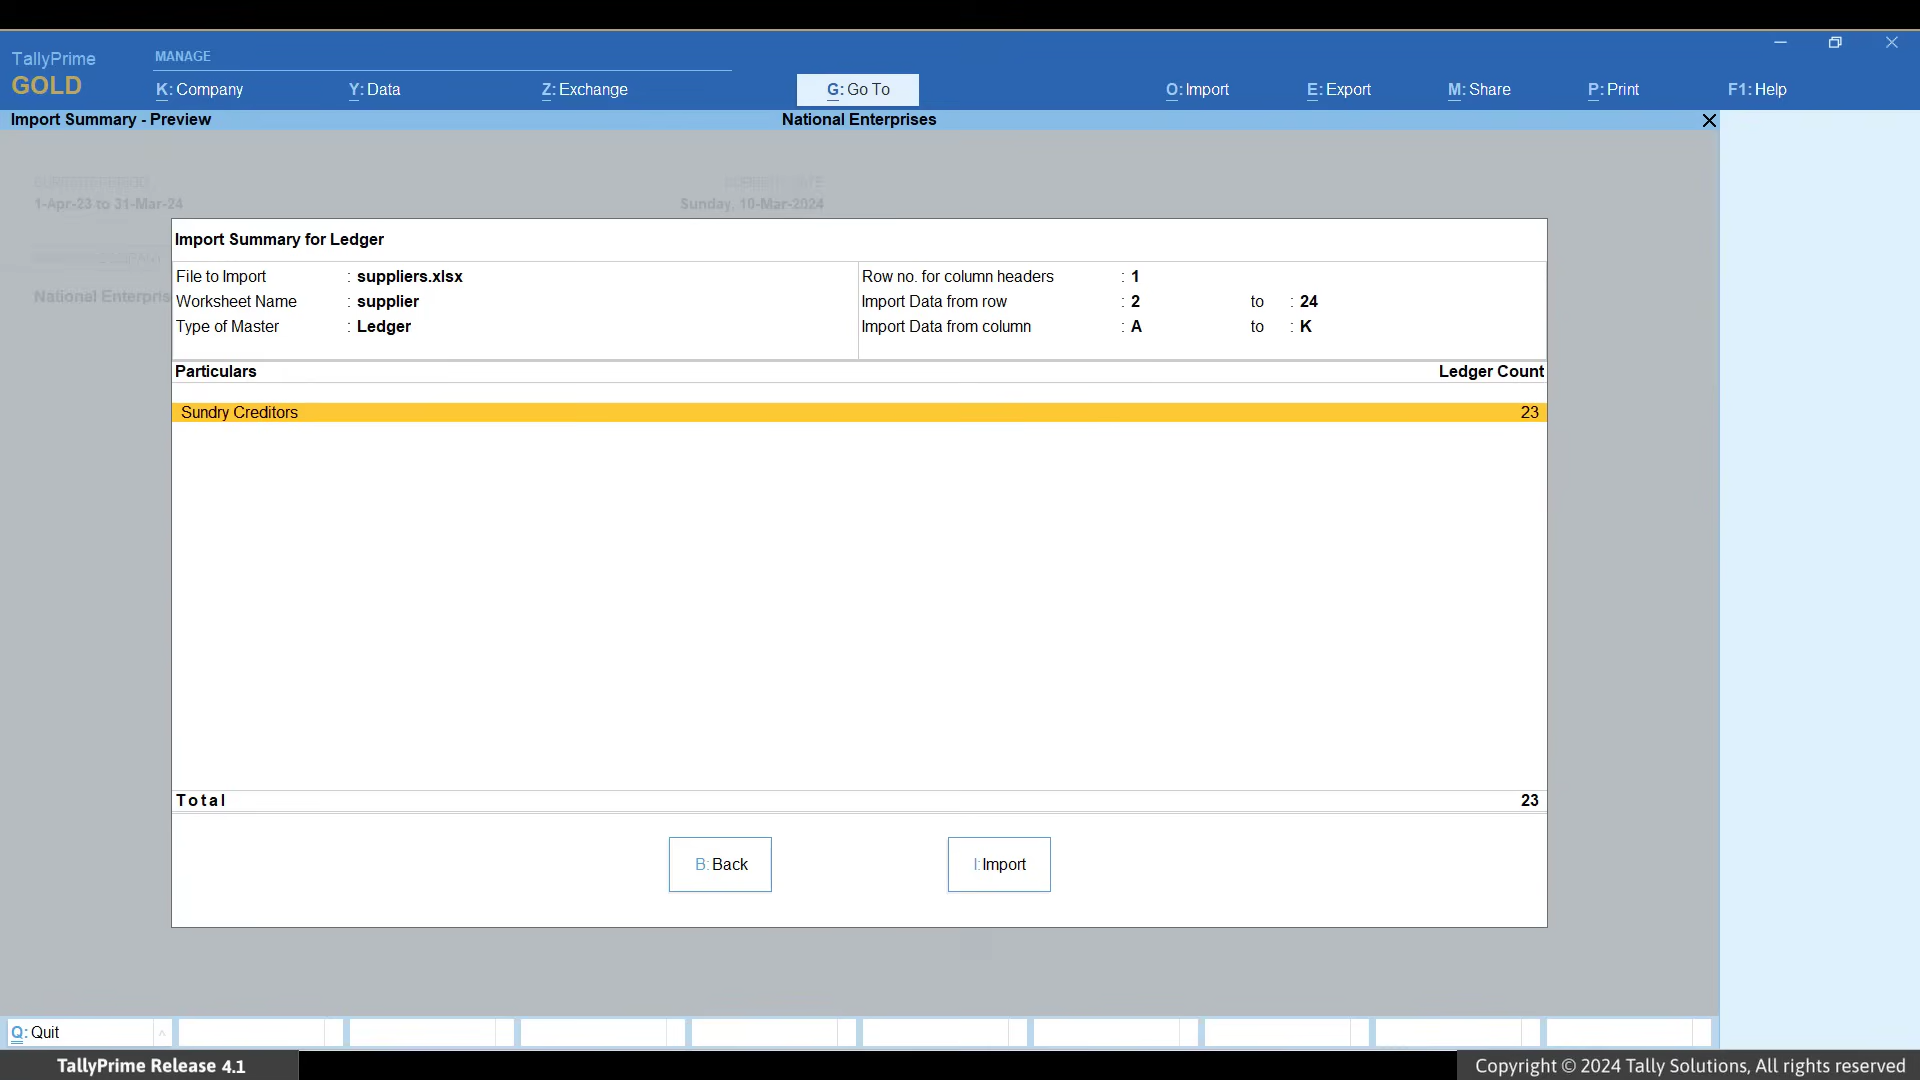 TallyPrime
GOLD
MANAGE
K: Company
Y: Data
Z: Exchange
G: Go To
O: Import
E: Export
M: Share
P: Print
F1: Help
Import Summary - Preview
National Enterprises
1-Apr-23 to 31-Mar-24
Sunday, 10-Mar-2024
National Enterpris
Import Summary for Ledger
File to Import : suppliers.xlsx
Worksheet Name : supplier
Type of Master : Ledger
Row no. for column headers : 1
Import Data from row : 2 to : 24
Import Data from column : A to : K
Particulars Ledger Count
Sundry Creditors 23
Total 23
B: Back
I: Import
Q: Quit
TallyPrime Release 4.1
Copyright © 2024 Tally Solutions, All rights reserved